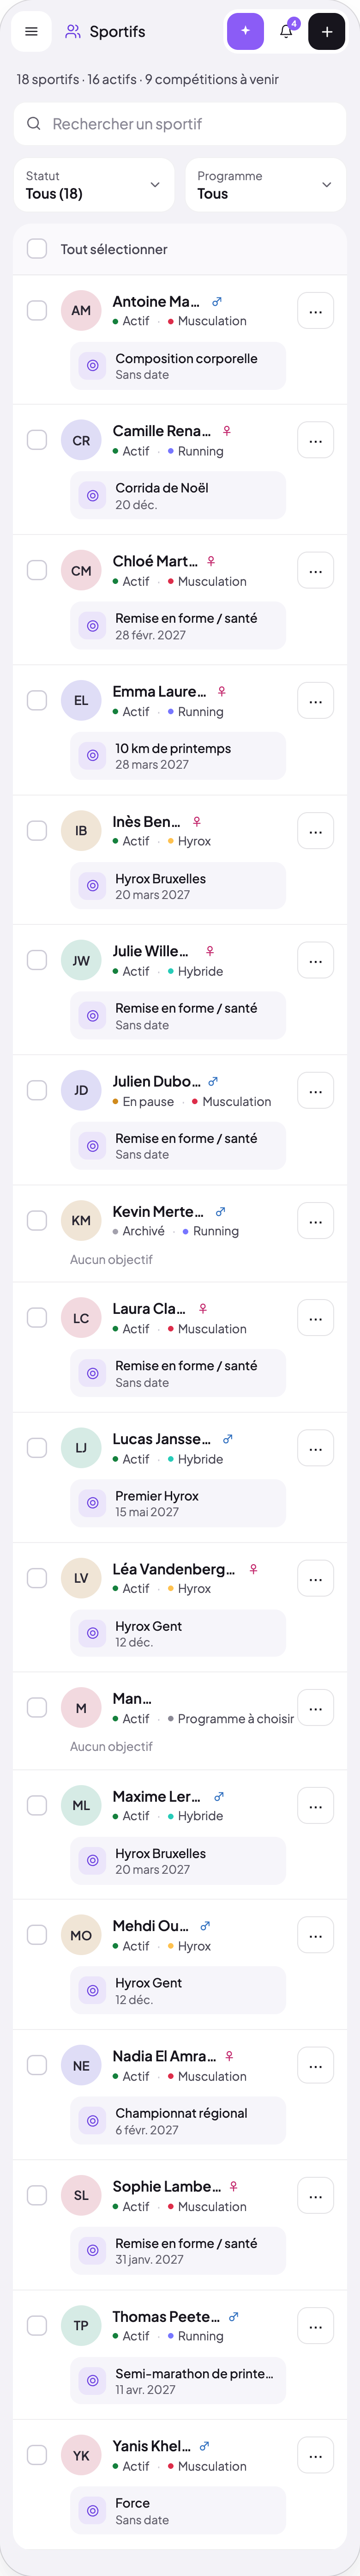 Sportifs
4
18 sportifs · 16 actifs · 9 compétitions à venir
Rechercher un sportif
Statut
Tous (18)
Programme
Tous
Tout sélectionner
AM
Antoine Ma...
Actif · Musculation
Composition corporelle
Sans date
CR
Camille Rena...
Actif · Running
Corrida de Noël
20 déc.
CM
Chloé Mart...
Actif · Musculation
Remise en forme / santé
28 févr. 2027
EL
Emma Laure...
Actif · Running
10 km de printemps
28 mars 2027
IB
Inès Ben...
Actif · Hyrox
Hyrox Bruxelles
20 mars 2027
JW
Julie Wille...
Actif · Hybride
Remise en forme / santé
Sans date
JD
Julien Dubo...
En pause · Musculation
Remise en forme / santé
Sans date
KM
Kevin Merte...
Archivé · Running
Aucun objectif
LC
Laura Cla...
Actif · Musculation
Remise en forme / santé
Sans date
LJ
Lucas Jansse...
Actif · Hybride
Premier Hyrox
15 mai 2027
LV
Léa Vandenberg...
Actif · Hyrox
Hyrox Gent
12 déc.
M
Man...
Actif · Programme à choisir
Aucun objectif
ML
Maxime Ler...
Actif · Hybride
Hyrox Bruxelles
20 mars 2027
MO
Mehdi Ou...
Actif · Hyrox
Hyrox Gent
12 déc.
NE
Nadia El Amra...
Actif · Musculation
Championnat régional
6 févr. 2027
SL
Sophie Lambe...
Actif · Musculation
Remise en forme / santé
31 janv. 2027
TP
Thomas Peete...
Actif · Running
Semi-marathon de printe...
11 avr. 2027
YK
Yanis Khel...
Actif · Musculation
Force
Sans date